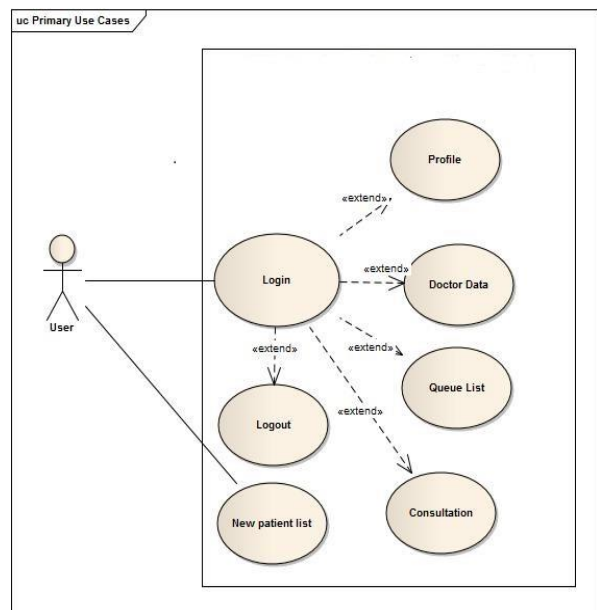 uc Primary Use Cases
Profile
«extend»
Login
«extend»
Doctor Data
User
«extend»
«extend»
Queue List
«extend»
Logout
New patient list
Consultation